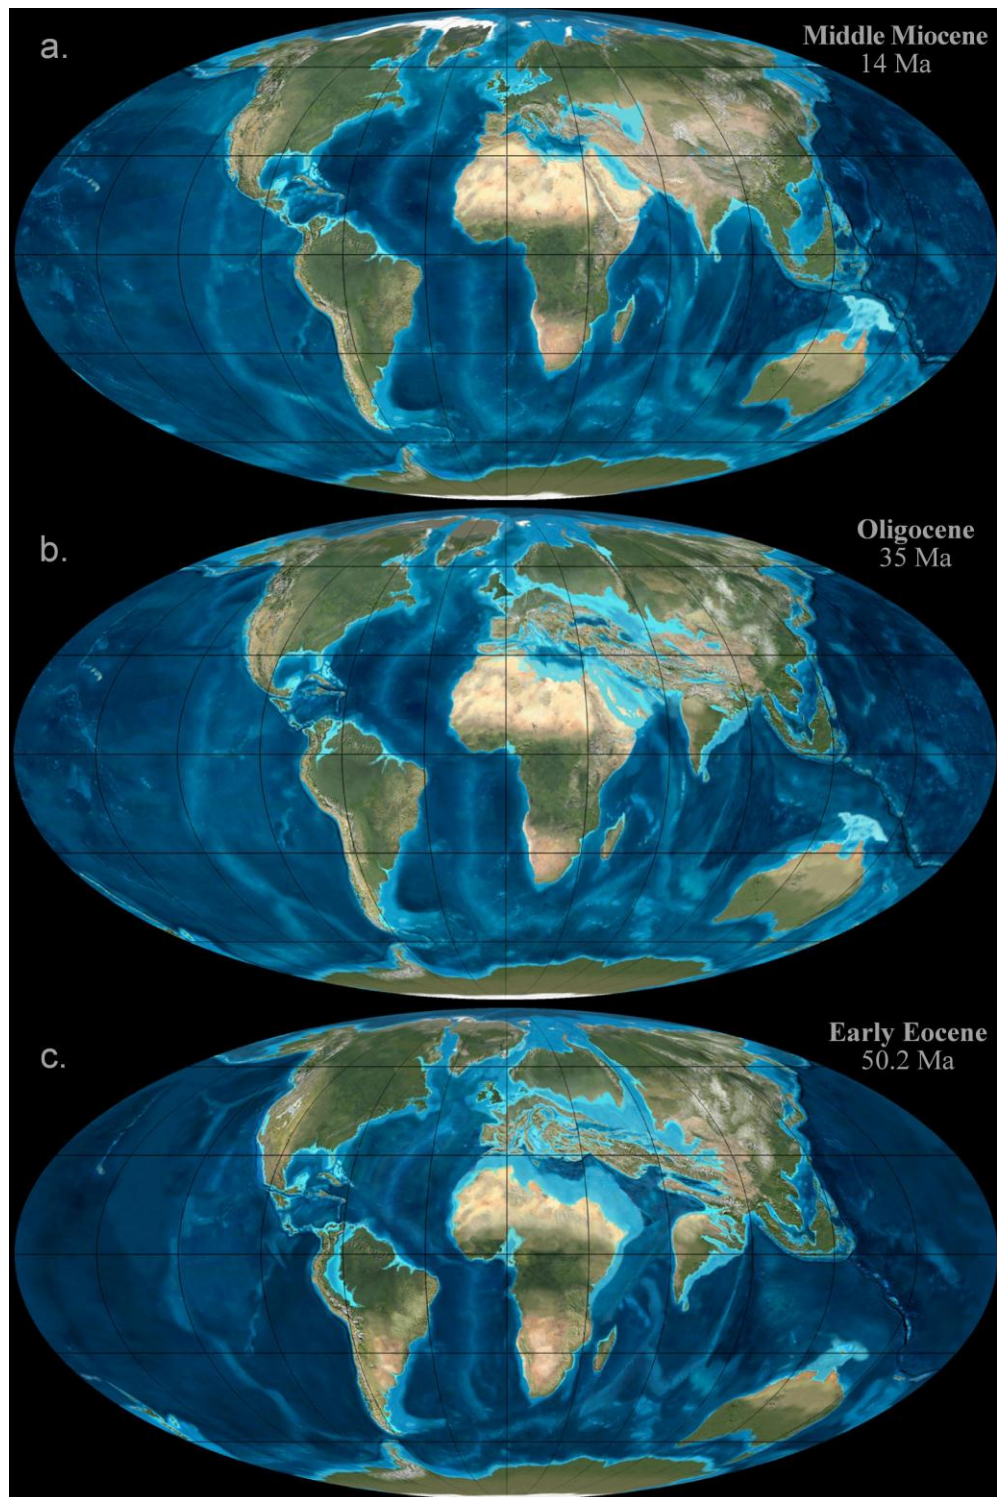 a.
Middle Miocene
14 Ma
b.
Oligocene
35 Ma
c.
Early Eocene
50.2 Ma